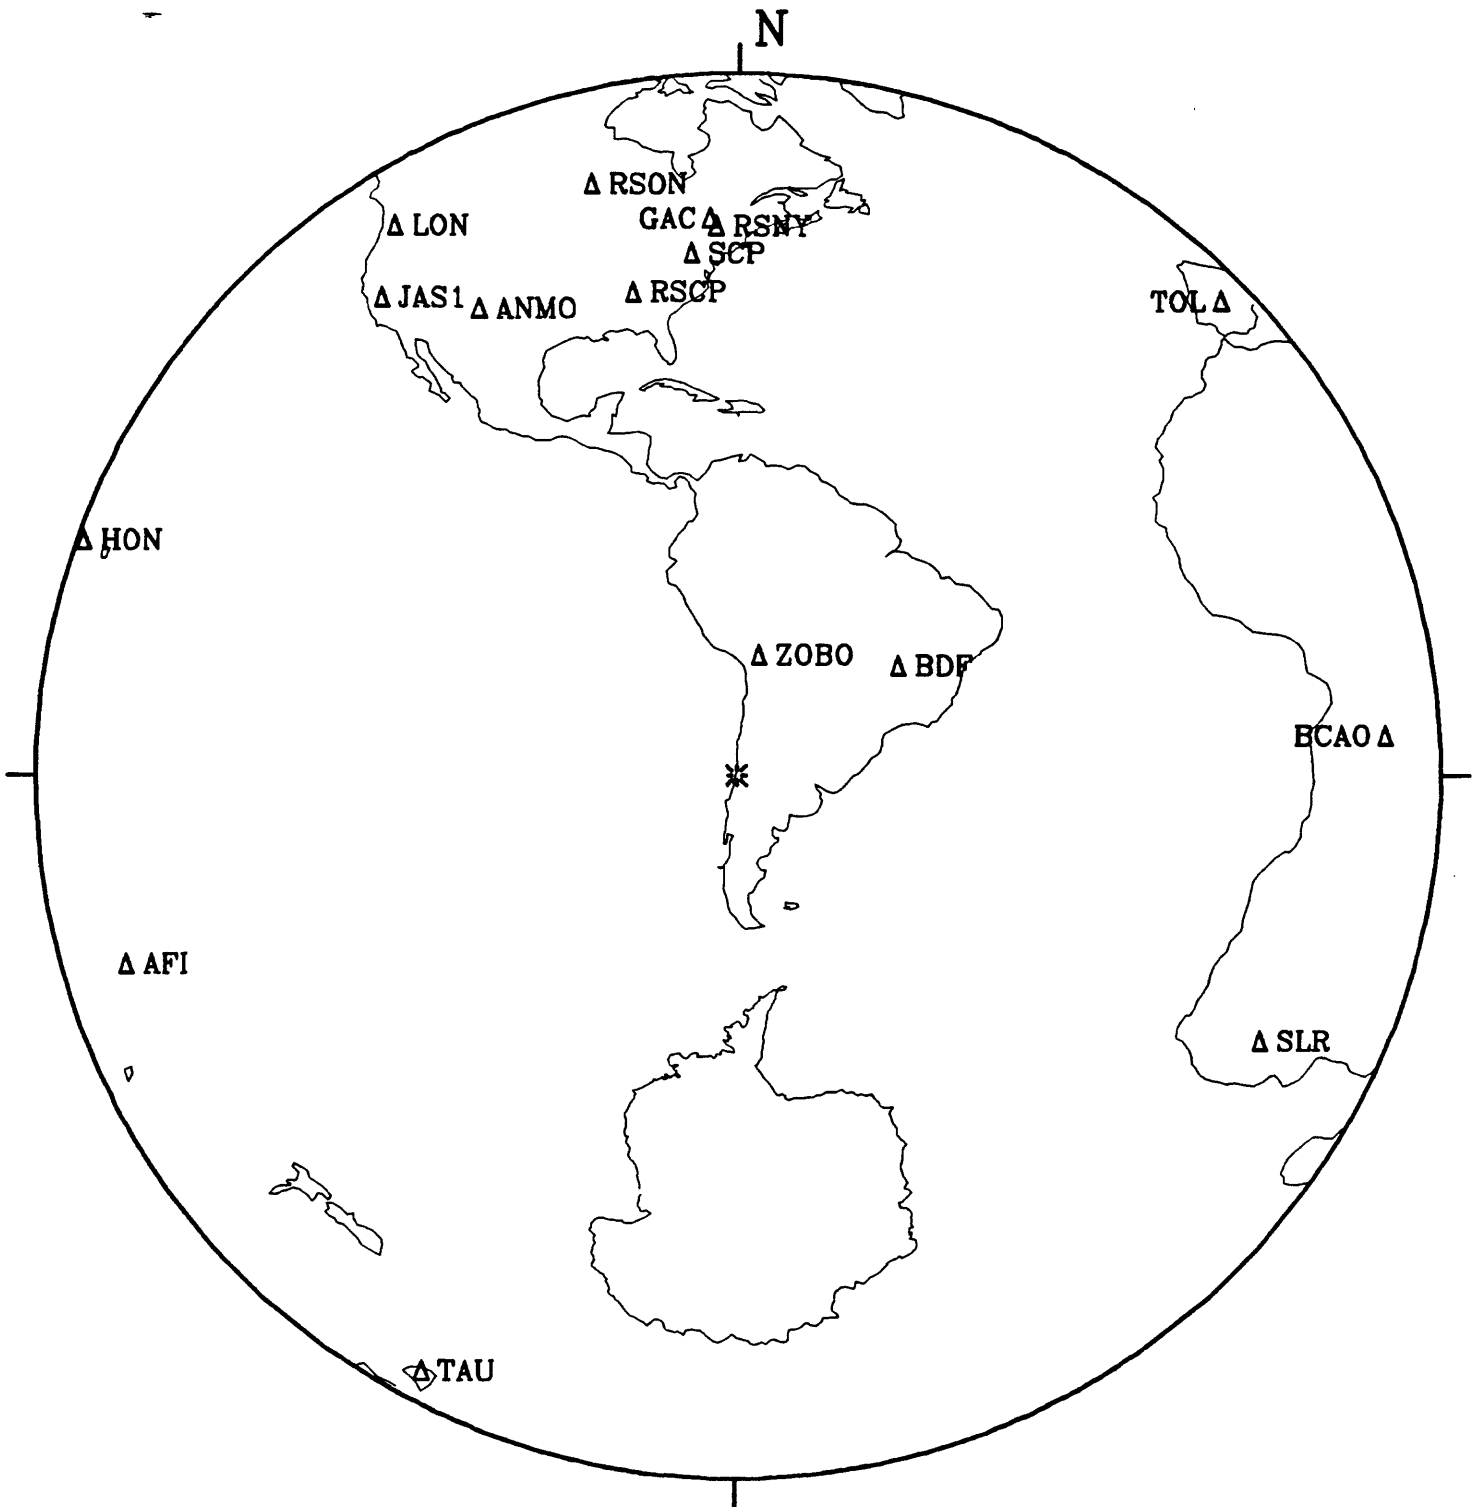 N
RSON
GAC
RSNY
LON
SCP
JAS1
ANMO
RSCP
TOL
HON
ZOBO
BDF
BCAO
AFI
SLR
TAU